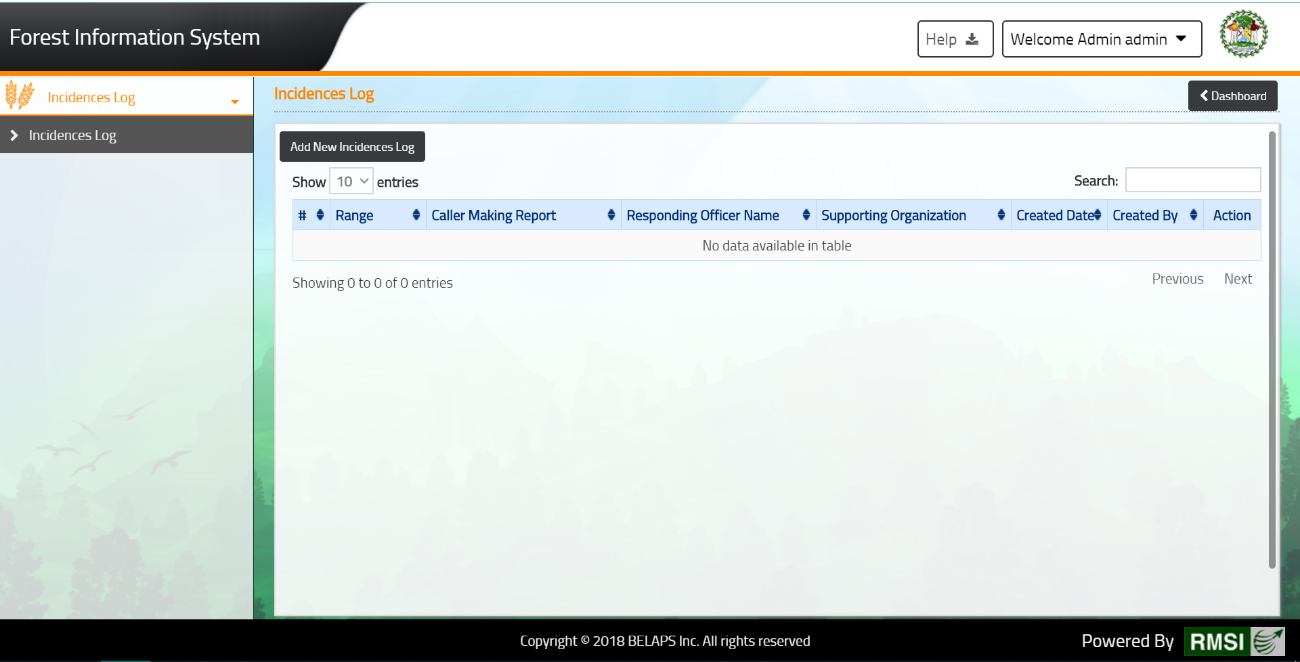 Forest Information System
Help
Welcome Admin admin
Incidences Log
Incidences Log
Incidences Log
Dashboard
Add New Incidences Log
Show 10 entries
Search:
# Range Caller Making Report Responding Officer Name Supporting Organization Created Date Created By Action
No data available in table
Showing 0 to 0 of 0 entries
Previous Next
Copyright © 2018 BELAPS Inc. All rights reserved
Powered By RMSI